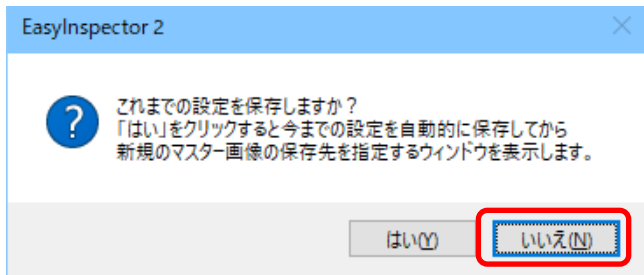 EasyInspector 2
これまでの設定を保存しますか？
「はい」をクリックすると今までの設定を自動的に保存してから
新規のマスター画像の保存先を指定するウィンドウを表示します。
はい(Y)
いいえ(N)